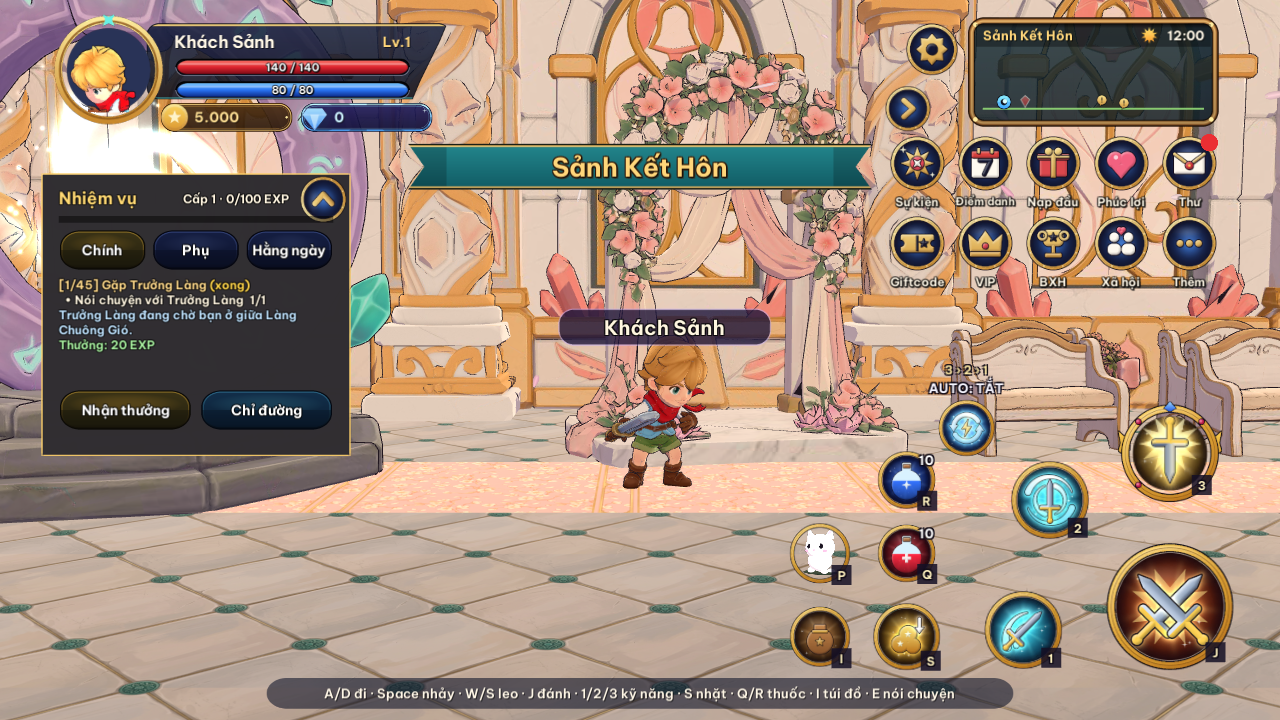 Khách Sảnh
Lv.1
140 / 140
80 / 80
5.000
0
Sảnh Kết Hôn
12:00
Sảnh Kết Hôn
Nhiệm vụ
Cấp 1 · 0/100 EXP
Chính
Phụ
Hằng ngày
[1/45] Gặp Trưởng Làng (xong)
• Nói chuyện với Trưởng Làng 1/1
Trưởng Làng đang chờ bạn ở giữa Làng
Chuông Gió.
Thưởng: 20 EXP
Nhận thưởng
Chỉ đường
7
Sự kiện
Điểm danh
Nạp đầu
Phúc lợi
Thư
Giftcode
VIP
BXH
Xã hội
Thêm
Khách Sảnh
3›2›1
AUTO: TẮT
10
R
3
2
10
Q
P
I
S
1
J
A/D đi · Space nhảy · W/S leo · J đánh · 1/2/3 kỹ năng · S nhặt · Q/R thuốc · I túi đồ · E nói chuyện